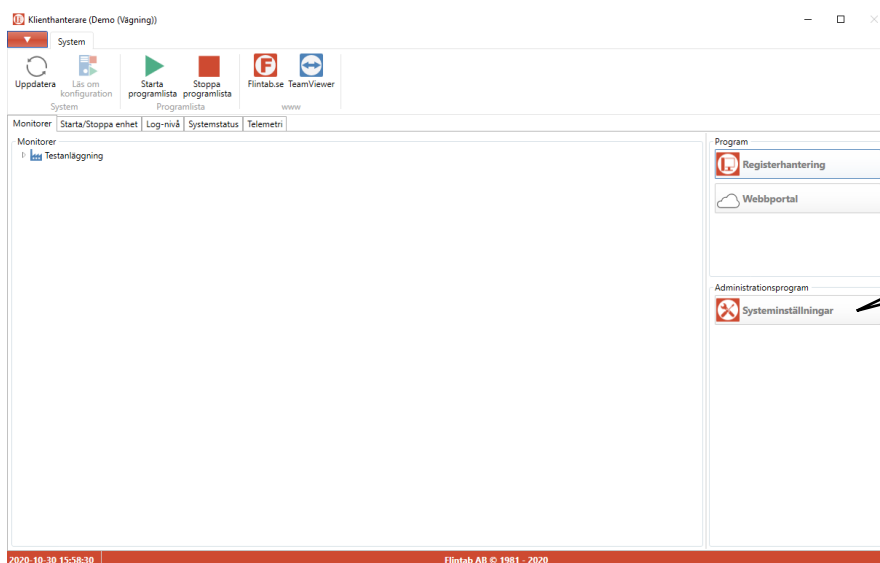 Klienthanterare (Demo (Vägning))
System
Uppdatera
Läs om
konfiguration
Starta
programlista
Stoppa
programlista
Flintab.se
TeamViewer
System
Programlista
www
Monitorer
Starta/Stoppa enhet
Log-nivå
Systemstatus
Telemetri
Monitorer
Testanläggning
Program
Registerhantering
Webbportal
Administrationsprogram
Systeminställningar
2020-10-30 15:58:30
Flintab AB © 1981 - 2020